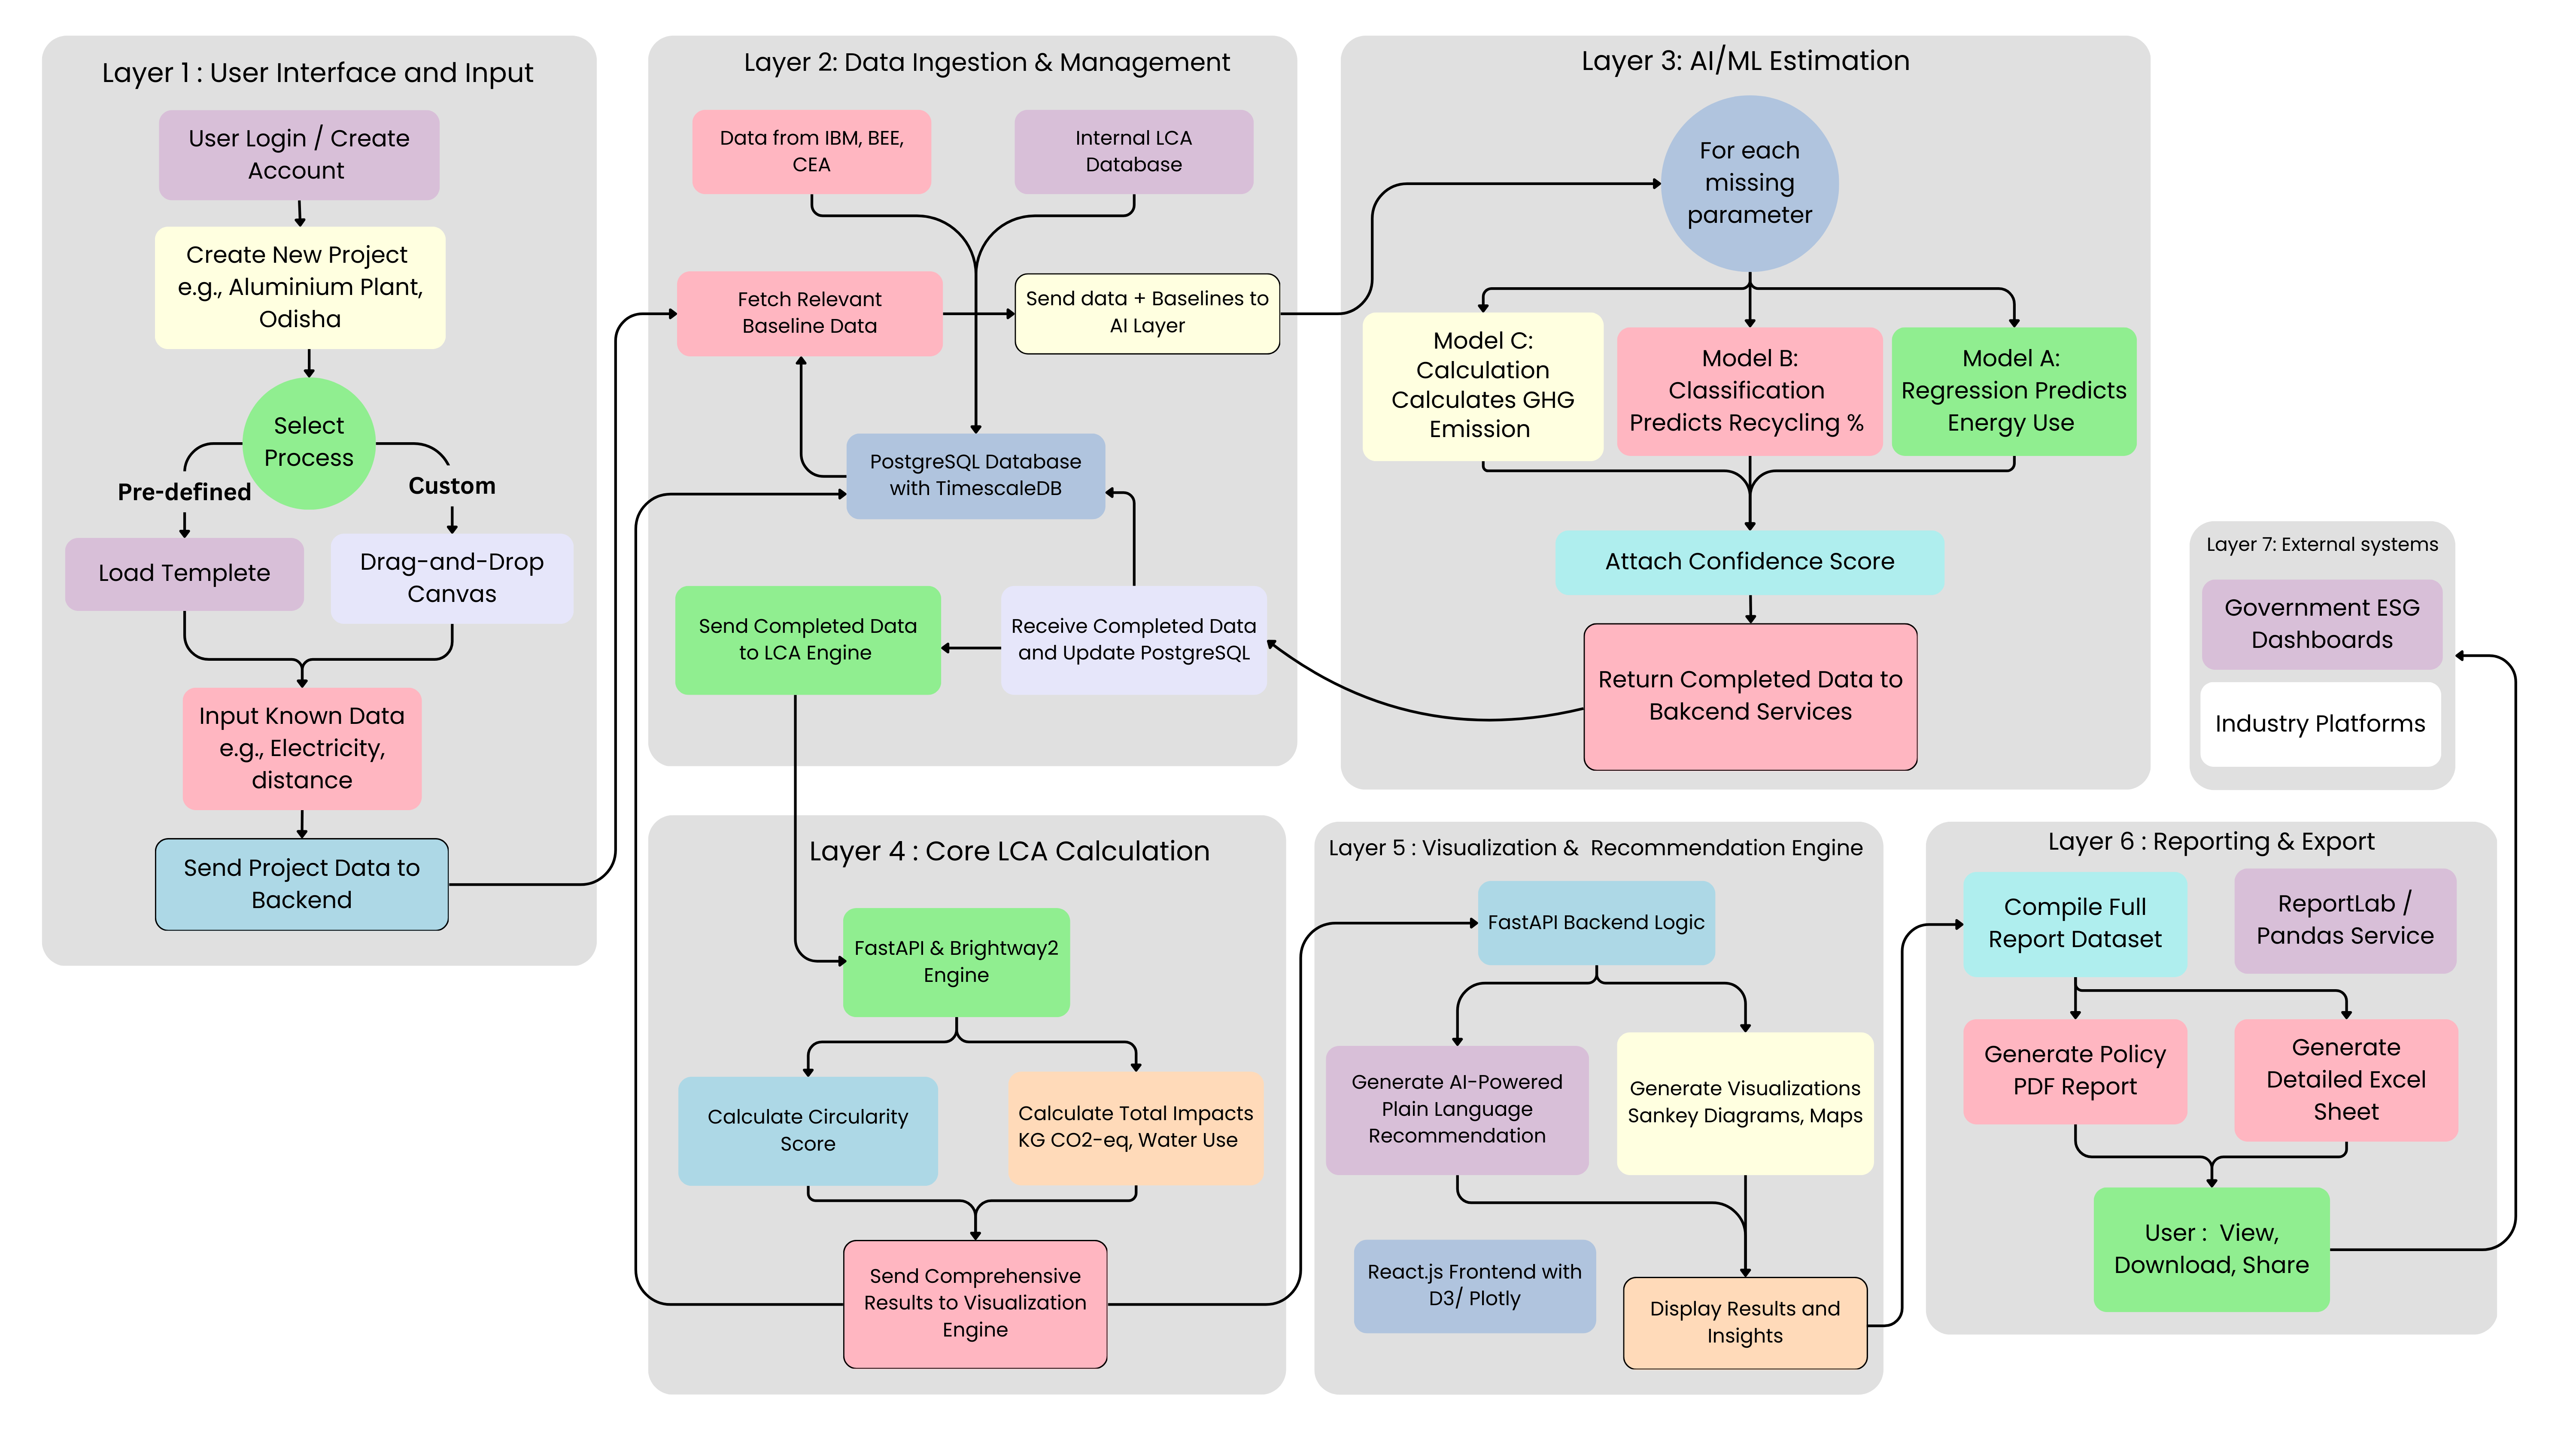 Layer 1 : User Interface and Input
User Login / Create
Account
Create New Project
e.g., Aluminium Plant,
Odisha
Select
Process
Pre-defined
Custom
Load Templete
Drag-and-Drop
Canvas
Input Known Data
e.g., Electricity,
distance
Send Project Data to
Backend
Layer 2: Data Ingestion & Management
Data from IBM, BEE,
CEA
Internal LCA
Database
Fetch Relevant
Baseline Data
Send data + Baselines to
AI Layer
PostgreSQL Database
with TimescaleDB
Send Completed Data
to LCA Engine
Receive Completed Data
and Update PostgreSQL
Layer 3: AI/ML Estimation
For each
missing
parameter
Model C:
Calculation
Calculates GHG
Emission
Model B:
Classification
Predicts Recycling %
Model A:
Regression Predicts
Energy Use
Attach Confidence Score
Return Completed Data to
Bakcend Services
Layer 4 : Core LCA Calculation
FastAPI & Brightway2
Engine
Calculate Circularity
Score
Calculate Total Impacts
KG CO2-eq, Water Use
Send Comprehensive
Results to Visualization
Engine
Layer 5 : Visualization & Recommendation Engine
FastAPI Backend Logic
Generate AI-Powered
Plain Language
Recommendation
Generate Visualizations
Sankey Diagrams, Maps
React.js Frontend with
D3/ Plotly
Display Results and
Insights
Layer 6 : Reporting & Export
Compile Full
Report Dataset
ReportLab /
Pandas Service
Generate Policy
PDF Report
Generate
Detailed Excel
Sheet
User : View,
Download, Share
Layer 7: External systems
Government ESG
Dashboards
Industry Platforms